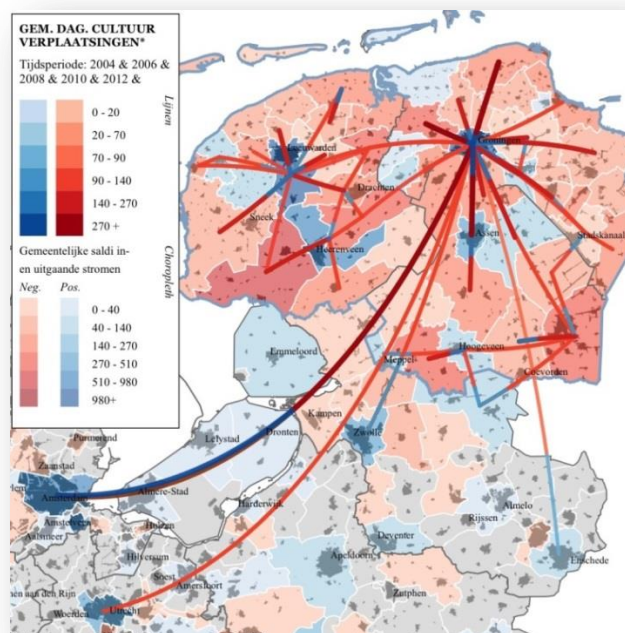 GEM. DAG. CULTUUR
VERPLAATSINGEN*
Tijdsperiode: 2004 & 2006 &
2008 & 2010 & 2012 &
Lijnen
0 - 20
20 - 70
70 - 90
90 - 140
140 - 270
270 +
Gemeentelijke saldi in-
en uitgaande stromen
Choropleth
Neg.
Pos.
0 - 40
40 - 140
140 - 270
270 - 510
510 - 980
980+
Groningen
Leeuwarden
Drachten
Sneek
Assen
Stadskanaal
Heerenveen
Emmeloord
Meppel
Hoogeveen
Coevorden
Kampen
Dronten
Lelystad
Zwolle
Purmerend
Zaanstad
Amsterdam
Almere-Stad
Harderwijk
Amstelveen
Aalsmeer
Huizen
Hilversum
Soest
Amersfoort
Apeldoorn
Deventer
Rijssen
Almelo
Enschede
Zutphen
Woerden
Utrecht